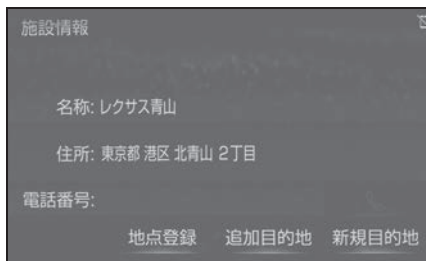 施設情報
名称: レクサス青山
住所: 東京都 港区 北青山 2丁目
電話番号:
地点登録 追加目的地 新規目的地